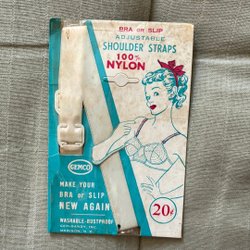 BRA OR SLIP
ADJUSTABLE
SHOULDER STRAPS
100%
NYLON
GEMCO
MAKE YOUR
BRA OR SLIP
NEW AGAIN
20¢
WASHABLE-RUSTPROOF
INC.